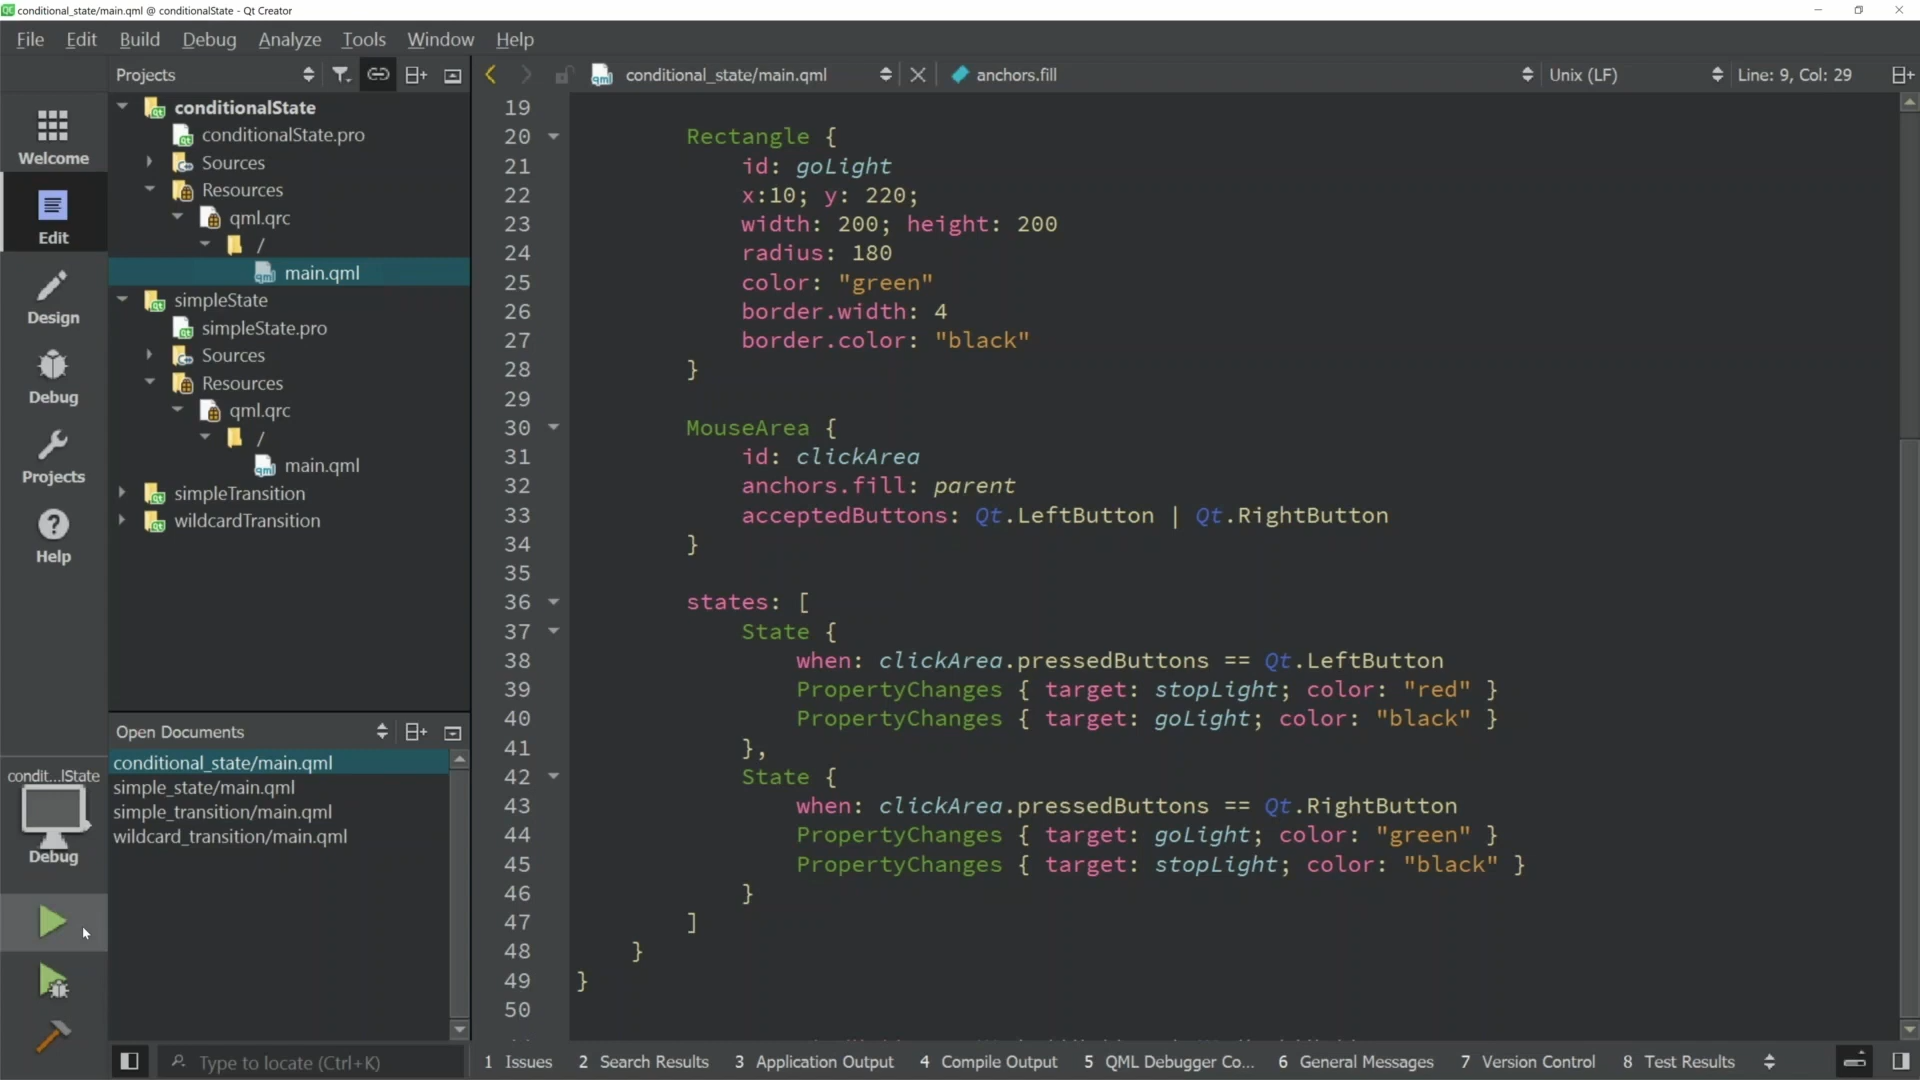 conditional_state/main.qml @ conditionalState - Qt Creator
File Edit Build Debug Analyze Tools Window Help
Projects
conditional_state/main.qml
anchors.fill
Unix (LF)
Line: 9, Col: 29
Welcome
Edit
Design
Debug
Projects
Help
condit...lState
Debug
conditionalState
conditionalState.pro
Sources
Resources
qml.qrc
/
main.qml
simpleState
simpleState.pro
Sources
Resources
qml.qrc
/
main.qml
simpleTransition
wildcardTransition
Open Documents
conditional_state/main.qml
simple_state/main.qml
simple_transition/main.qml
wildcard_transition/main.qml
19
20 Rectangle {
21 id: goLight
22 x:10; y: 220;
23 width: 200; height: 200
24 radius: 180
25 color: "green"
26 border.width: 4
27 border.color: "black"
28 }
29
30 MouseArea {
31 id: clickArea
32 anchors.fill: parent
33 acceptedButtons: Qt.LeftButton | Qt.RightButton
34 }
35
36 states: [
37 State {
38 when: clickArea.pressedButtons == Qt.LeftButton
39 PropertyChanges { target: stopLight; color: "red" }
40 PropertyChanges { target: goLight; color: "black" }
41 },
42 State {
43 when: clickArea.pressedButtons == Qt.RightButton
44 PropertyChanges { target: goLight; color: "green" }
45 PropertyChanges { target: stopLight; color: "black" }
46 }
47 ]
48 }
49 }
50
Type to locate (Ctrl+K)
1 Issues 2 Search Results 3 Application Output 4 Compile Output 5 QML Debugger Co... 6 General Messages 7 Version Control 8 Test Results